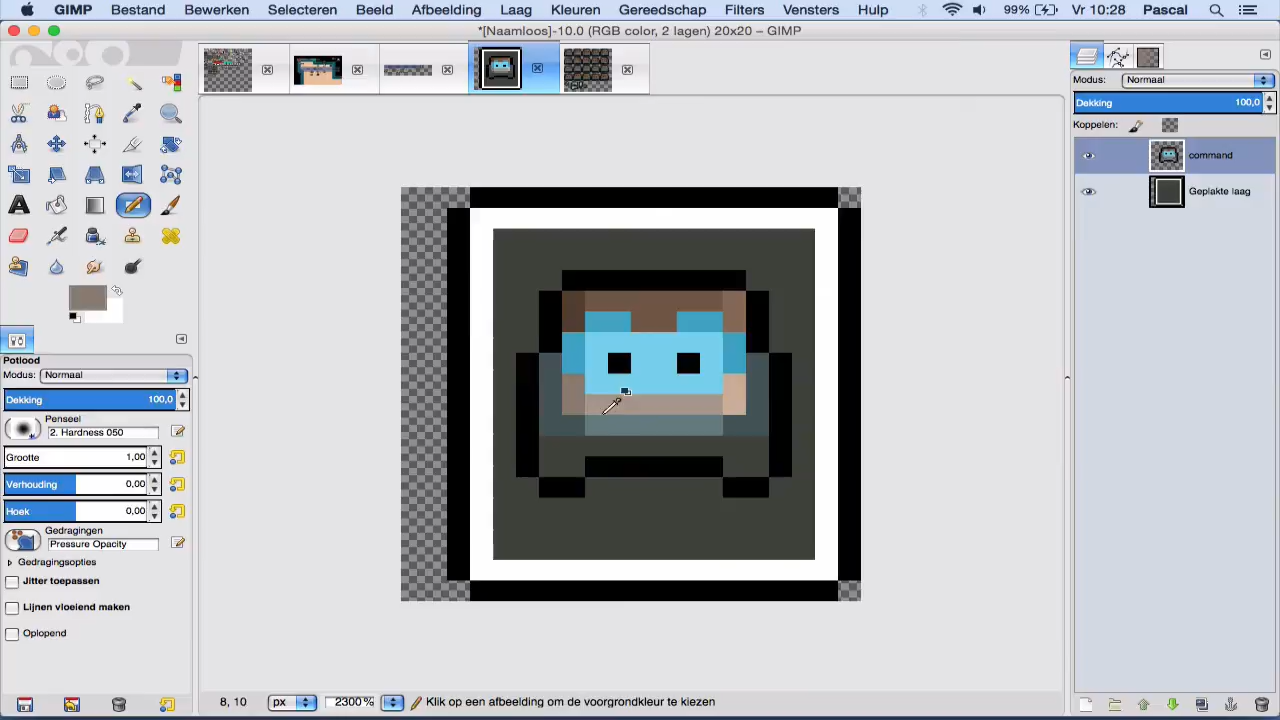 GIMP Bestand Bewerken Selecteren Beeld Afbeelding Laag Kleuren Gereedschap Filters Vensters Hulp 99% Vr 10:28 Pascal
*[Naamloos]-10.0 (RGB color, 2 lagen) 20x20 – GIMP
Modus: Normaal
Dekking 100,0
Koppelen:
command
Geplakte laag
Potlood
Modus: Normaal
Dekking 100,0
Penseel
2. Hardness 050
Grootte 1,00
Verhouding 0,00
Hoek 0,00
Gedragingen
Pressure Opacity
Gedragingsopties
Jitter toepassen
Lijnen vloeiend maken
Oplopend
8, 10 px 2300% Klik op een afbeelding om de voorgrondkleur te kiezen